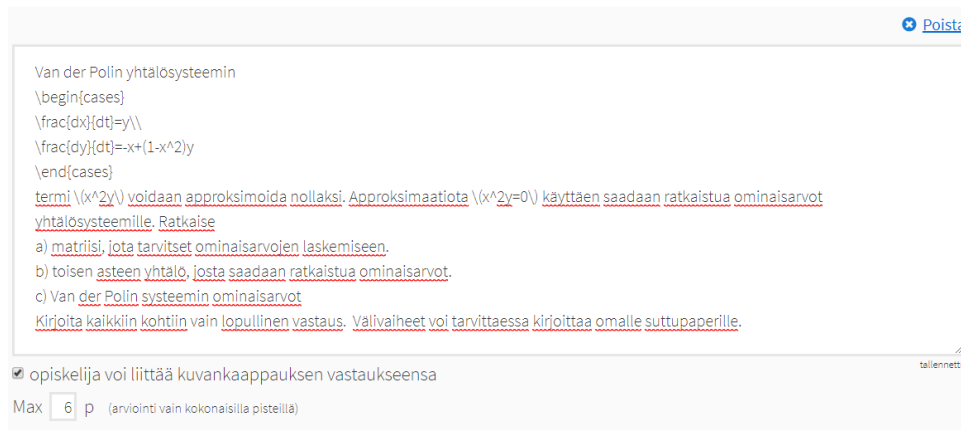 Poista
Van der Polin yhtälösysteemin
\begin{cases}
\frac{dx}{dt}=y\\
\frac{dy}{dt}=-x+(1-x^2)y
\end{cases}
termi \(x^2y\) voidaan approksimoida nollaksi. Approksimaatiota \(x^2y=0\) käyttäen saadaan ratkaistua ominaisarvot
yhtälösysteemille. Ratkaise
a) matriisi, jota tarvitset ominaisarvojen laskemiseen.
b) toisen asteen yhtälö, josta saadaan ratkaistua ominaisarvot.
c) Van der Polin systeemin ominaisarvot
Kirjoita kaikkiin kohtiin vain lopullinen vastaus. Välivaiheet voi tarvittaessa kirjoittaa omalle suttupaperille.
tallennett
opiskelija voi liittää kuvankaappauksen vastaukseensa
Max 6 p (arviointi vain kokonaisilla pisteillä)